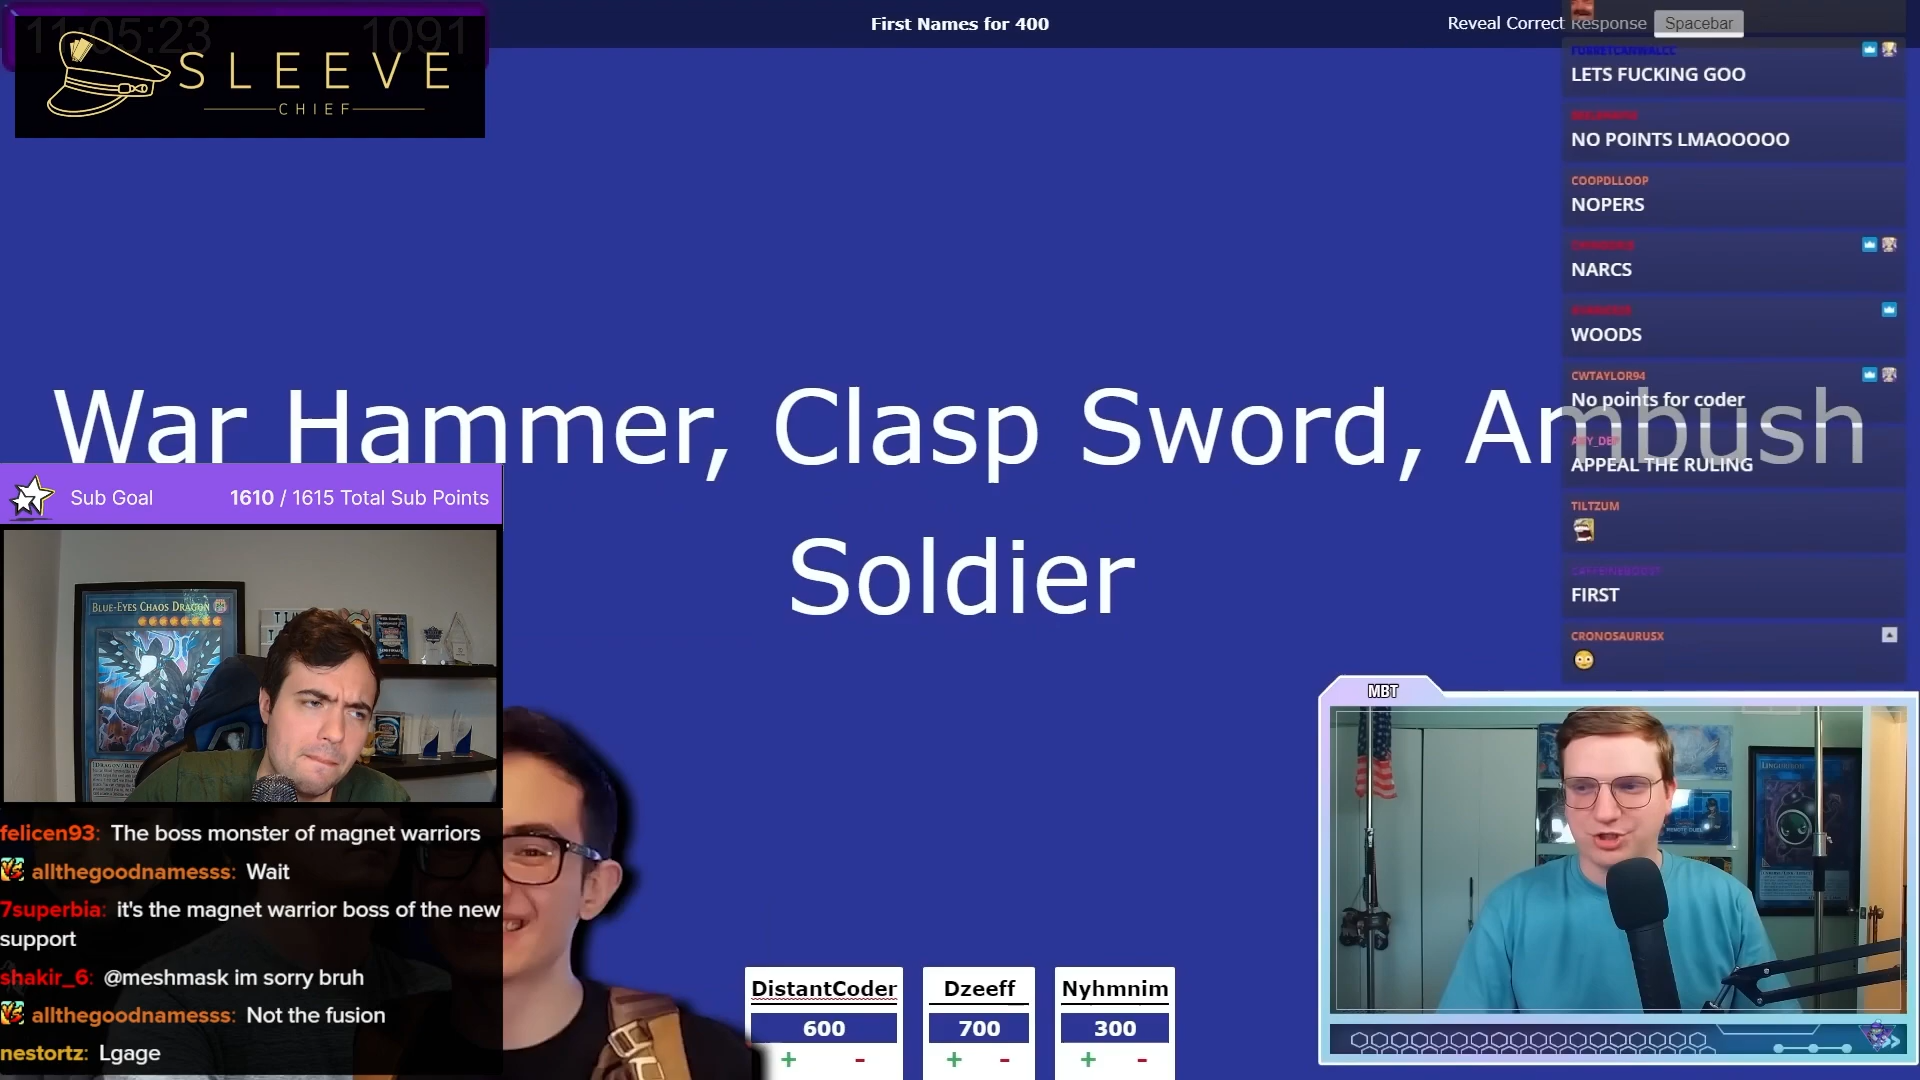 11:05:23 1091
SLEEVE
CHIEF
First Names for 400
Reveal Correct Response Spacebar
LETS FUCKING GOO
NO POINTS LMAOOOOO
COOPDLLOOP
NOPERS
NARCS
WOODS
CWTAYLOR94
No points for coder
APPEAL THE RULING
TILTZUM
FIRST
CRONOSAURUSX
War Hammer, Clasp Sword, Ambush
Soldier
Sub Goal 1610 / 1615 Total Sub Points
BLUE-EYES CHAOS DRAGON
MBT
felicen93: The boss monster of magnet warriors
allthegoodnamesss: Wait
7superbia: it's the magnet warrior boss of the new
support
shakir_6: @meshmask im sorry bruh
allthegoodnamesss: Not the fusion
nestortz: Lgage
DistantCoder Dzeeff Nyhmnim
600 700 300
+ - + - + -